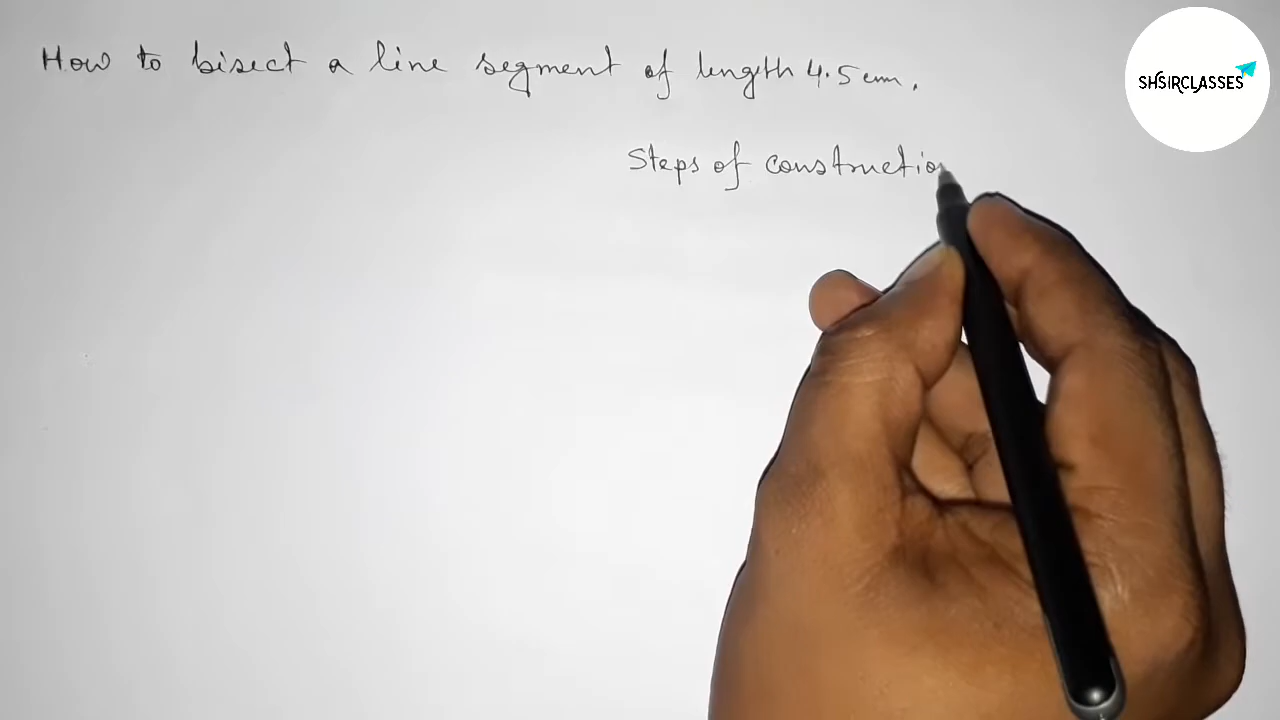 How to bisect a line segment of length 4.5 cm.
Steps of constructio
SHSIRCLASSES